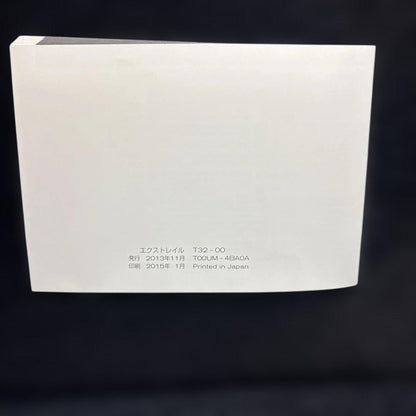 エクストレイル T32-00
発行 2013年11月 T00UM-4BA0A
印刷 2015年 1月 Printed in Japan